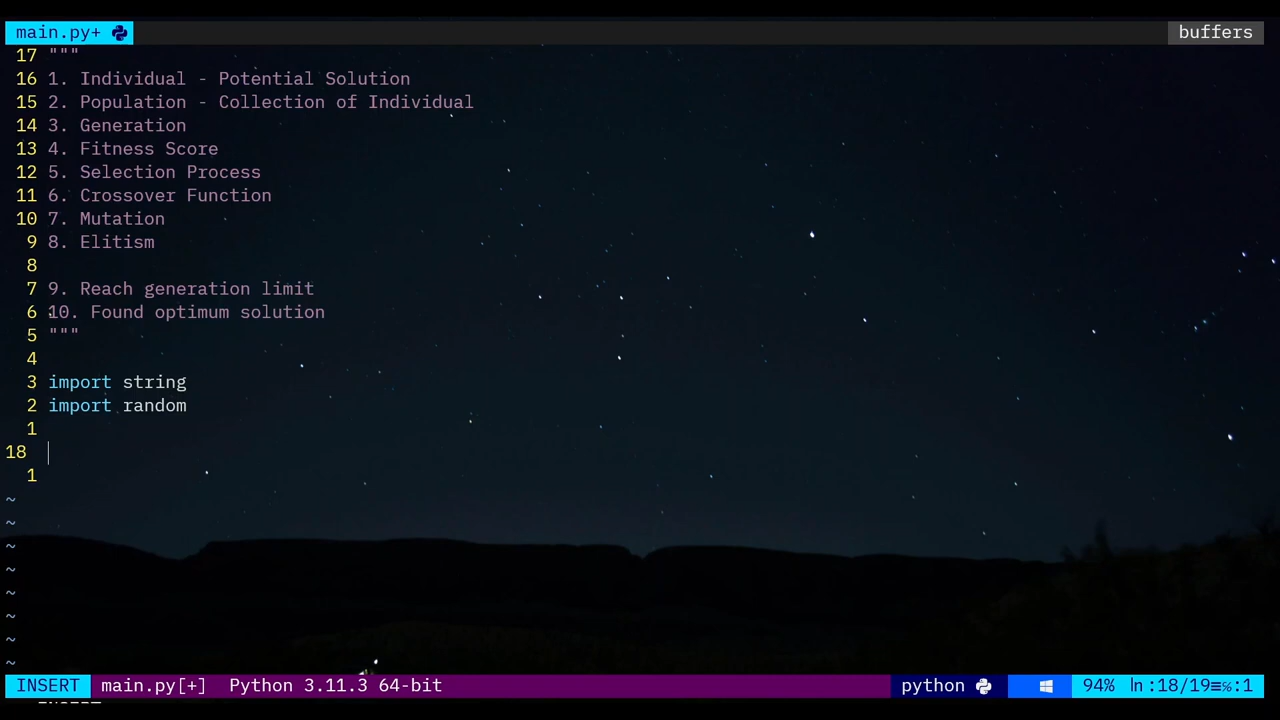 main.py+
buffers
17 """
16 1. Individual - Potential Solution
15 2. Population - Collection of Individual
14 3. Generation
13 4. Fitness Score
12 5. Selection Process
11 6. Crossover Function
10 7. Mutation
9 8. Elitism
8
7 9. Reach generation limit
6 10. Found optimum solution
5 """
4
3 import string
2 import random
1
18
1
~
~
~
~
~
~
~
~
INSERT main.py[+] Python 3.11.3 64-bit python 94% ln:18/19≡℅:1